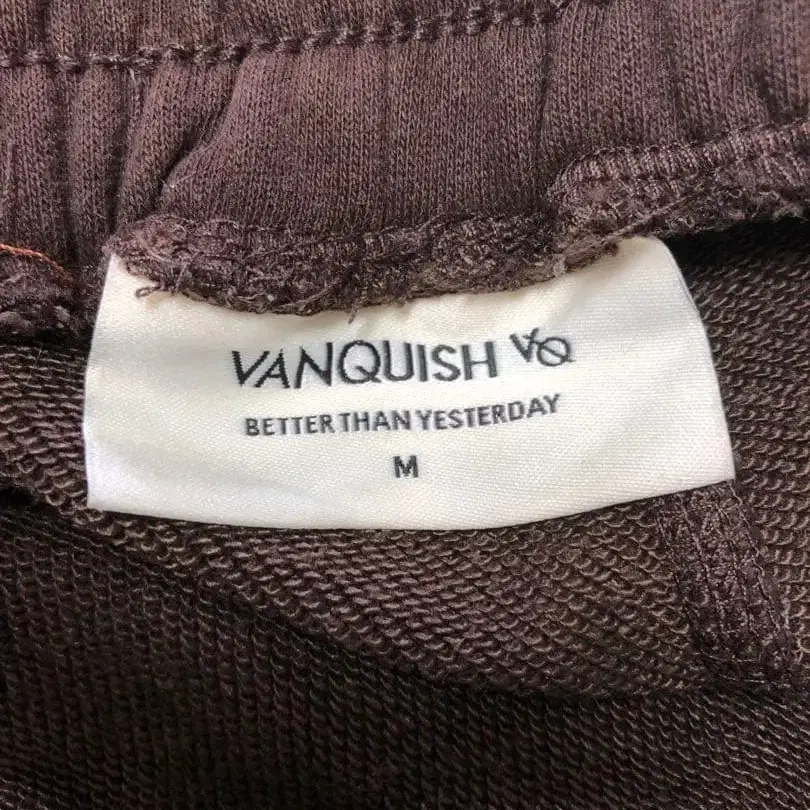 VANQUISH VQ
BETTER THAN YESTERDAY
M